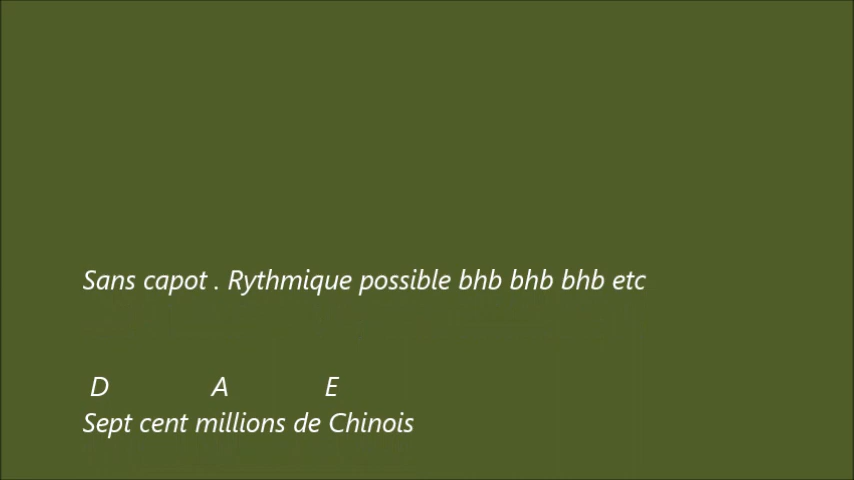 Sans capot . Rythmique possible bhb bhb bhb etc
D A E
Sept cent millions de Chinois